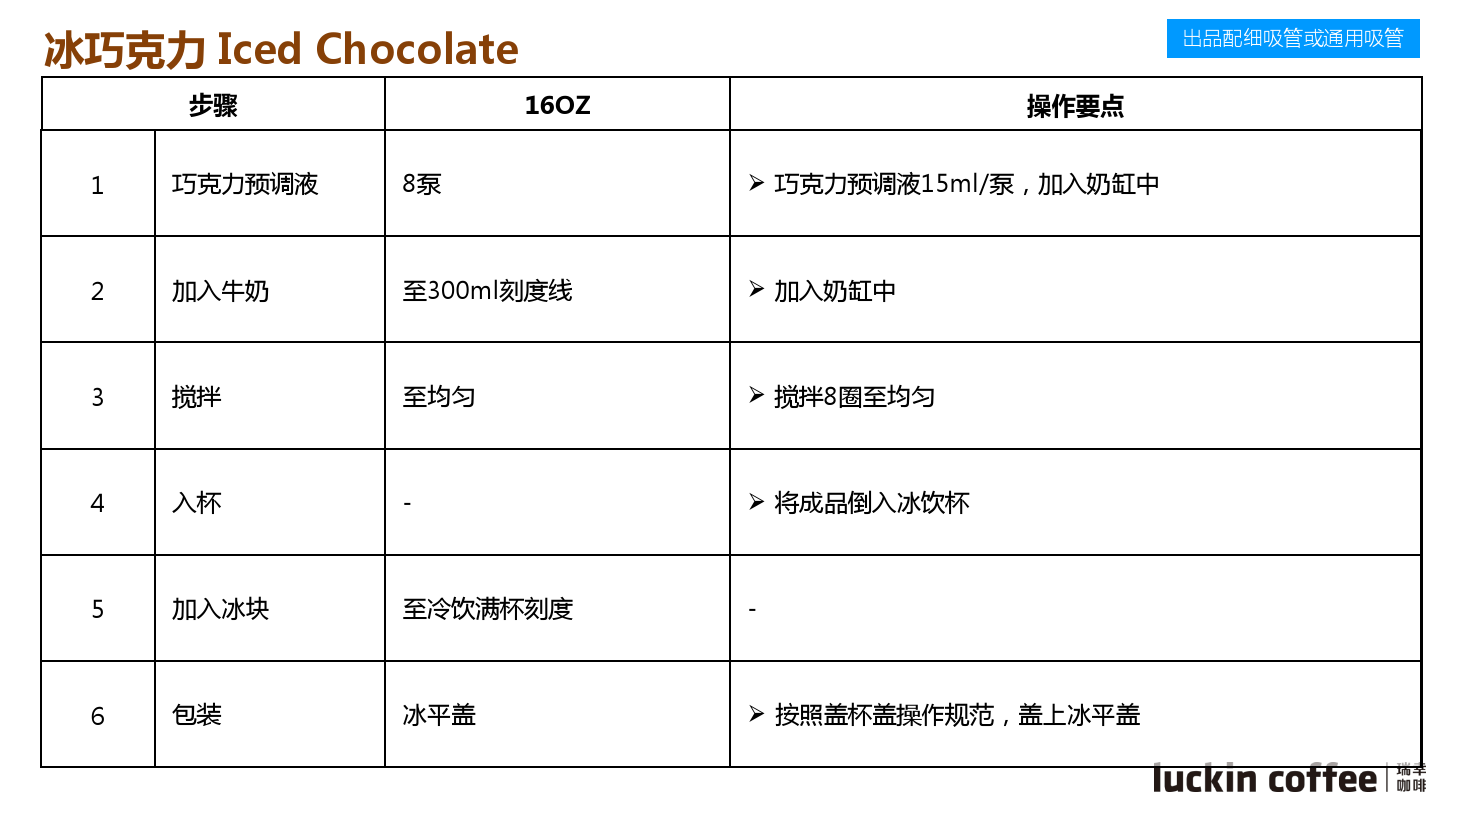 冰巧克力 Iced Chocolate
出品配细吸管或通用吸管
步骤 16OZ 操作要点
1 巧克力预调液 8泵 ➢ 巧克力预调液15ml/泵，加入奶缸中
2 加入牛奶 至300ml刻度线 ➢ 加入奶缸中
3 搅拌 至均匀 ➢ 搅拌8圈至均匀
4 入杯 - ➢ 将成品倒入冰饮杯
5 加入冰块 至冷饮满杯刻度 -
6 包装 冰平盖 ➢ 按照盖杯盖操作规范，盖上冰平盖
luckin coffee 瑞幸
咖啡